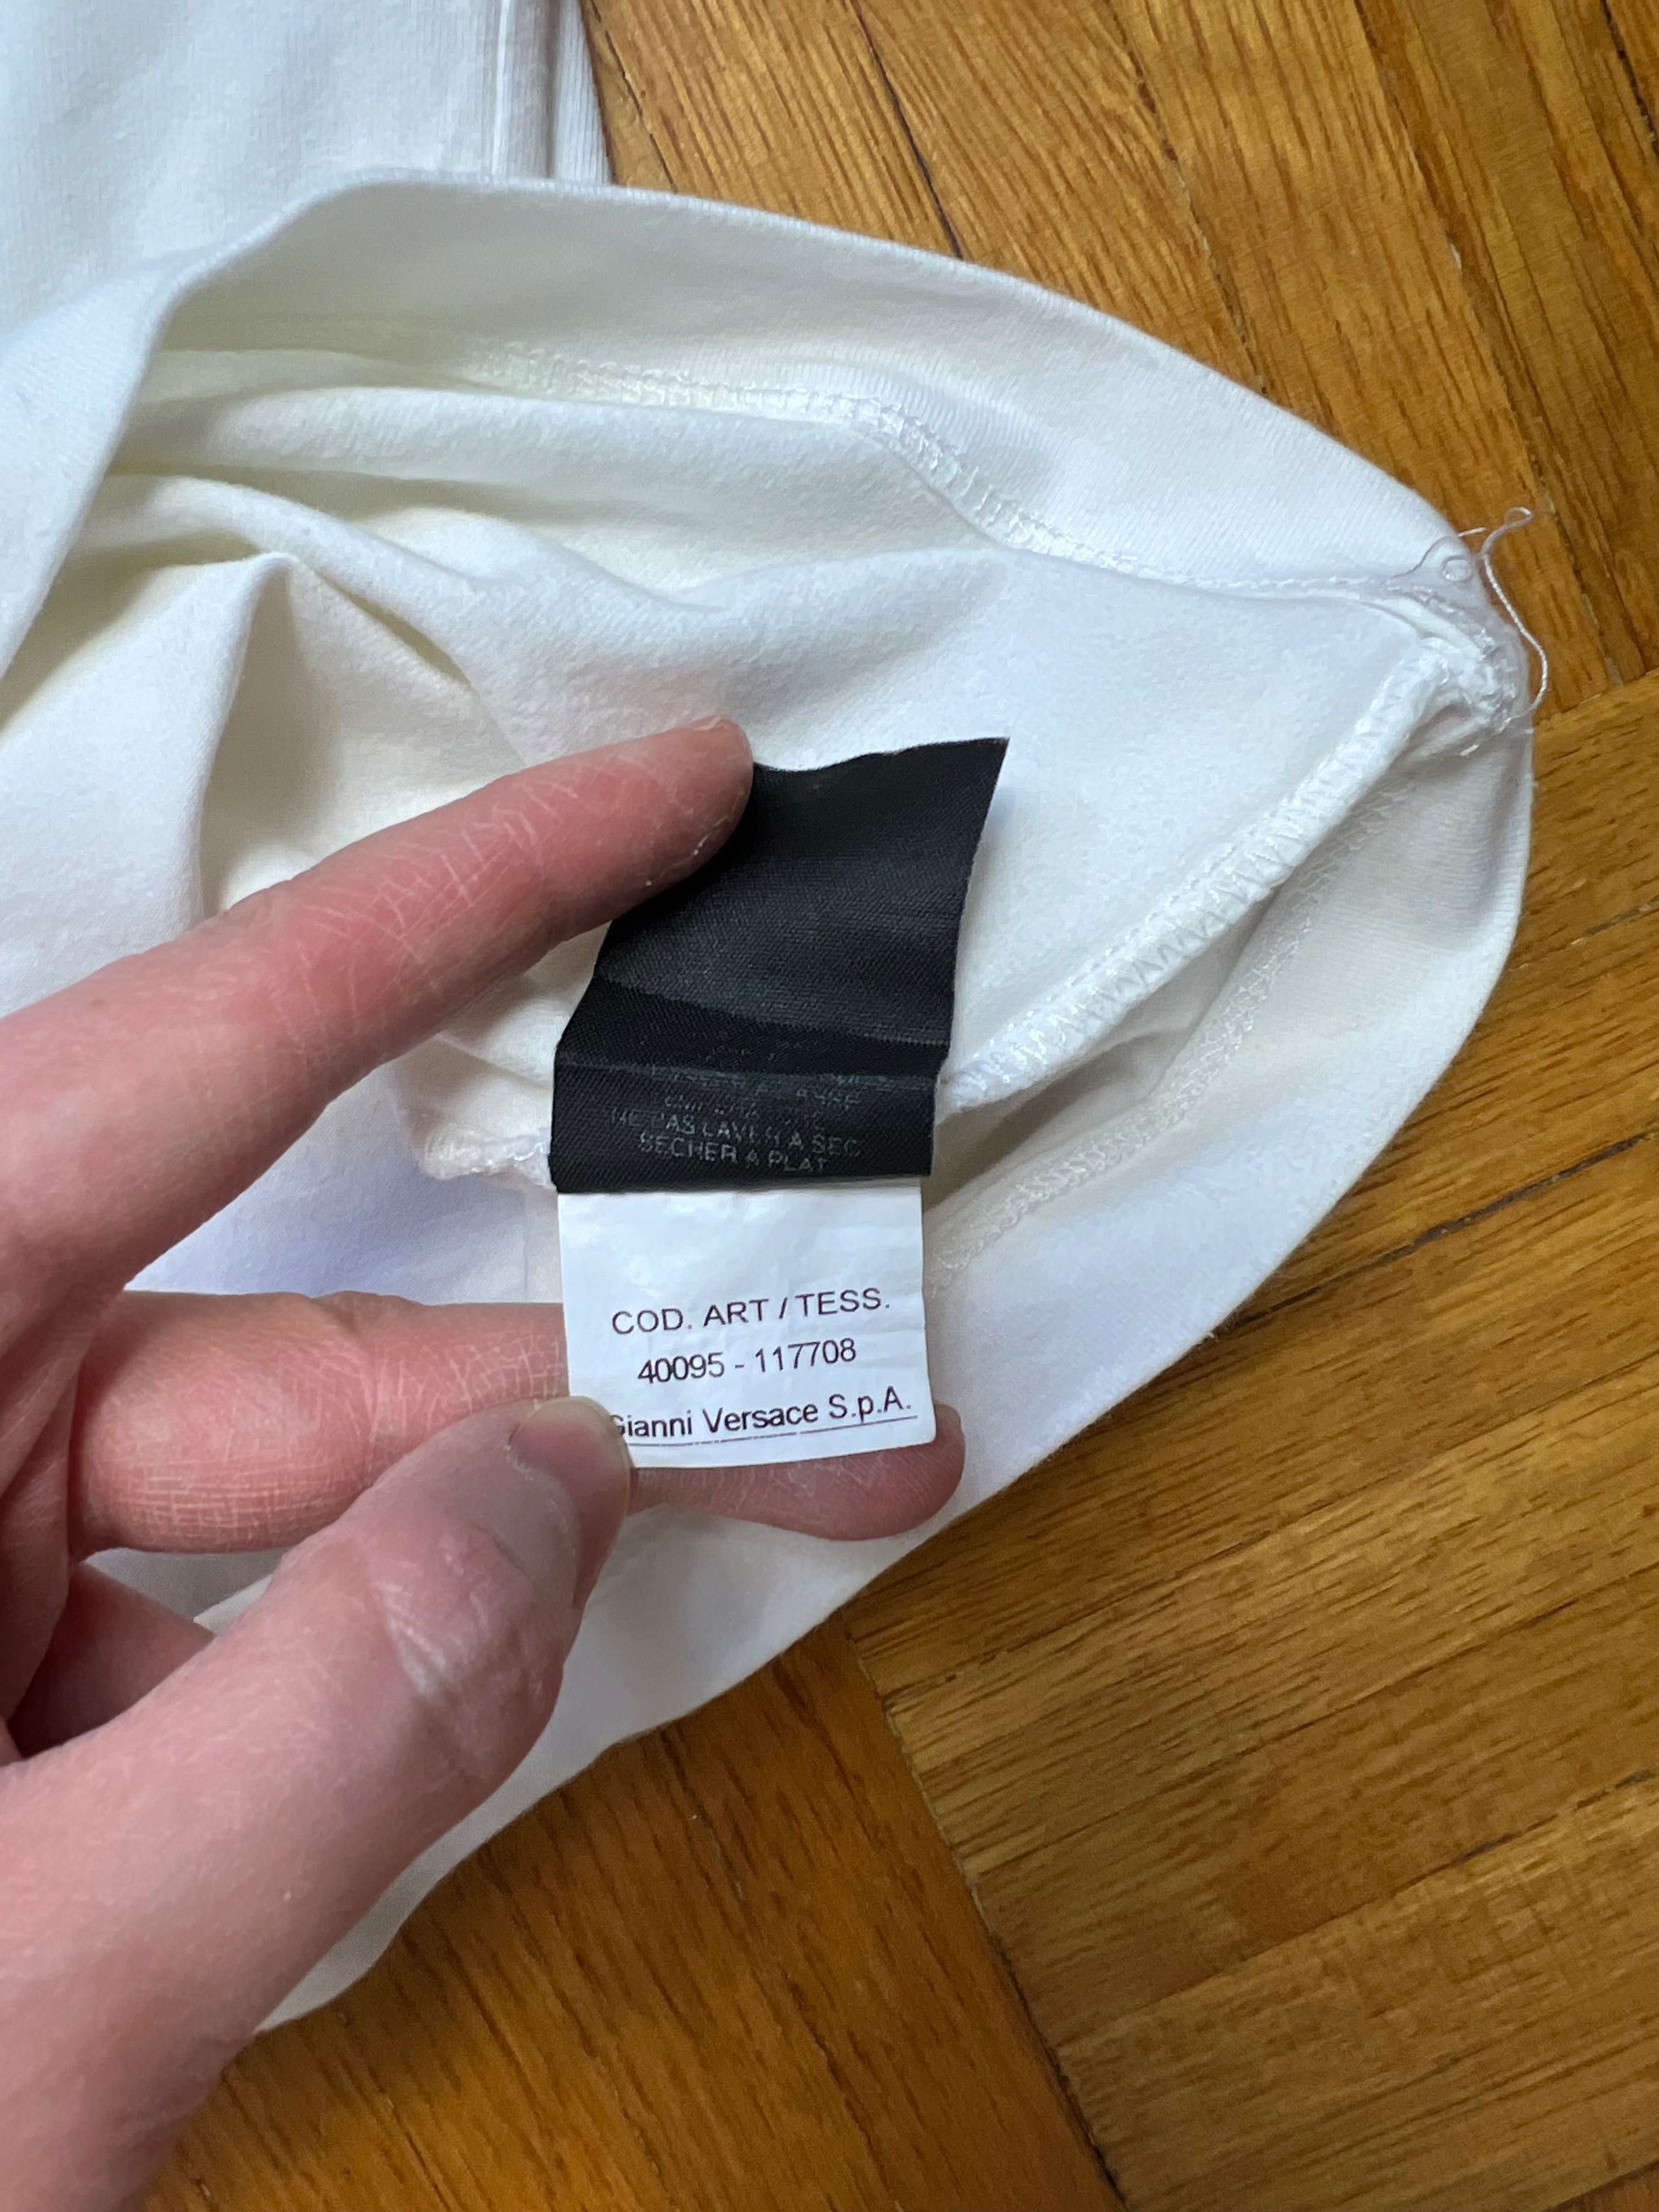 NE PAS LAVER A SEC
SECHER A PLAT
COD. ART / TESS.
40095 - 117708
Gianni Versace S.p.A.